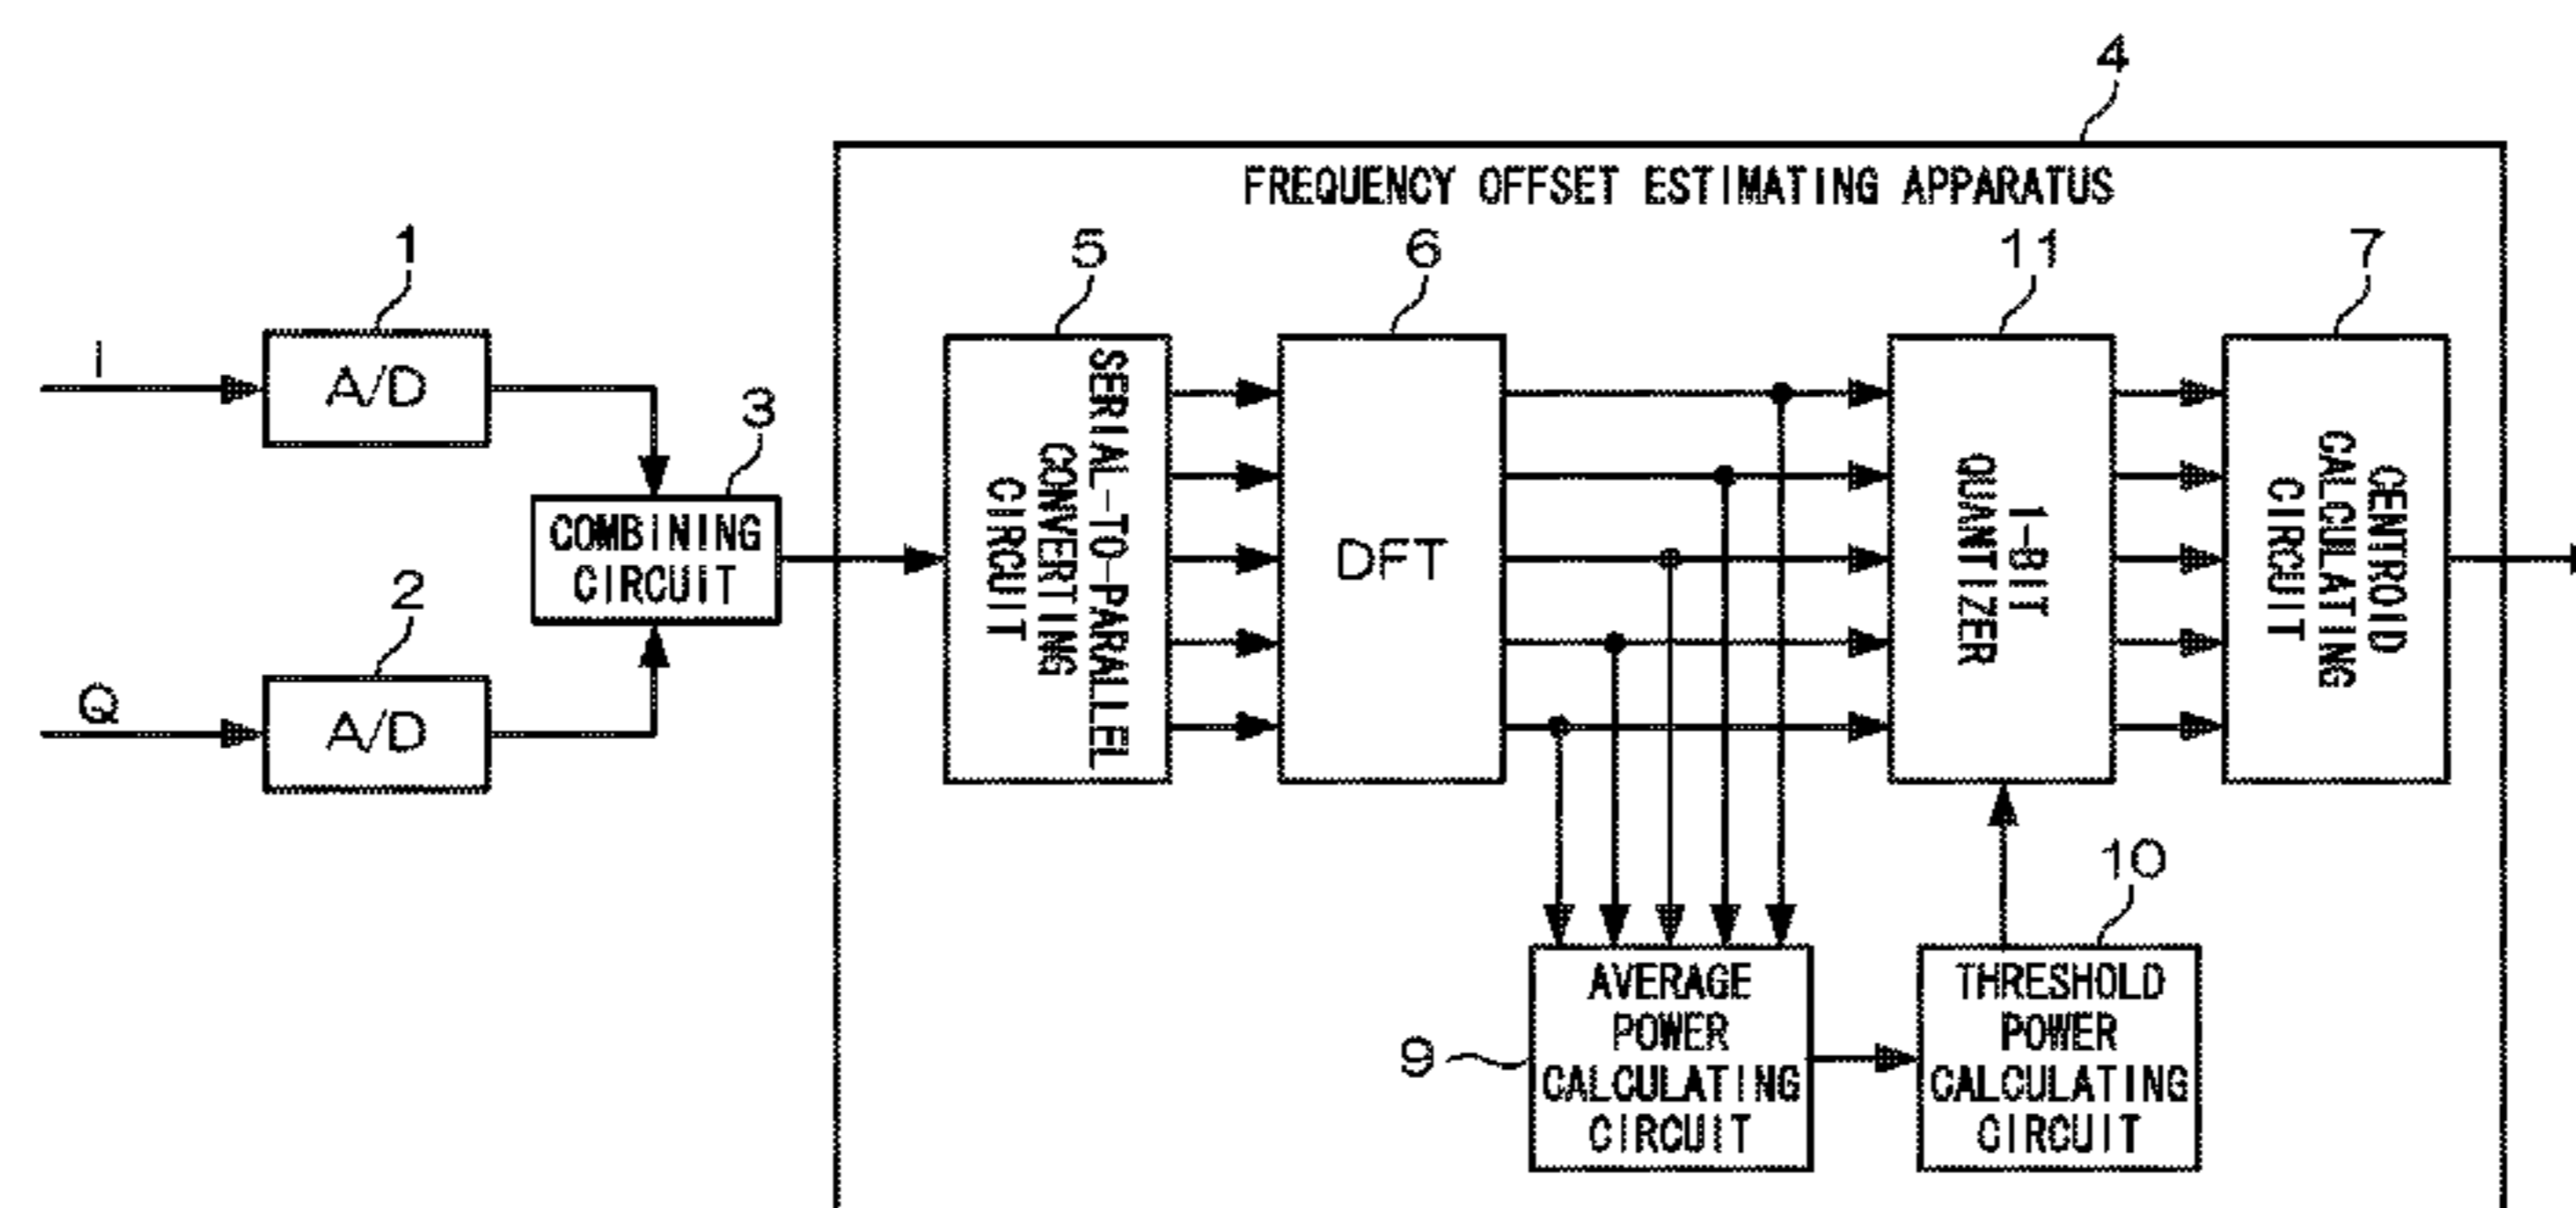 4
FREQUENCY OFFSET ESTIMATING APPARATUS
1
5
6
11
7
I
A/D
3
COMBINING
CIRCUIT
2
Q
A/D
SERIAL-TO-PARALLEL
CONVERTING
CIRCUIT
DFT
1-BIT
QUANTIZER
CENTROID
CALCULATING
CIRCUIT
10
9
AVERAGE
POWER
CALCULATING
CIRCUIT
THRESHOLD
POWER
CALCULATING
CIRCUIT